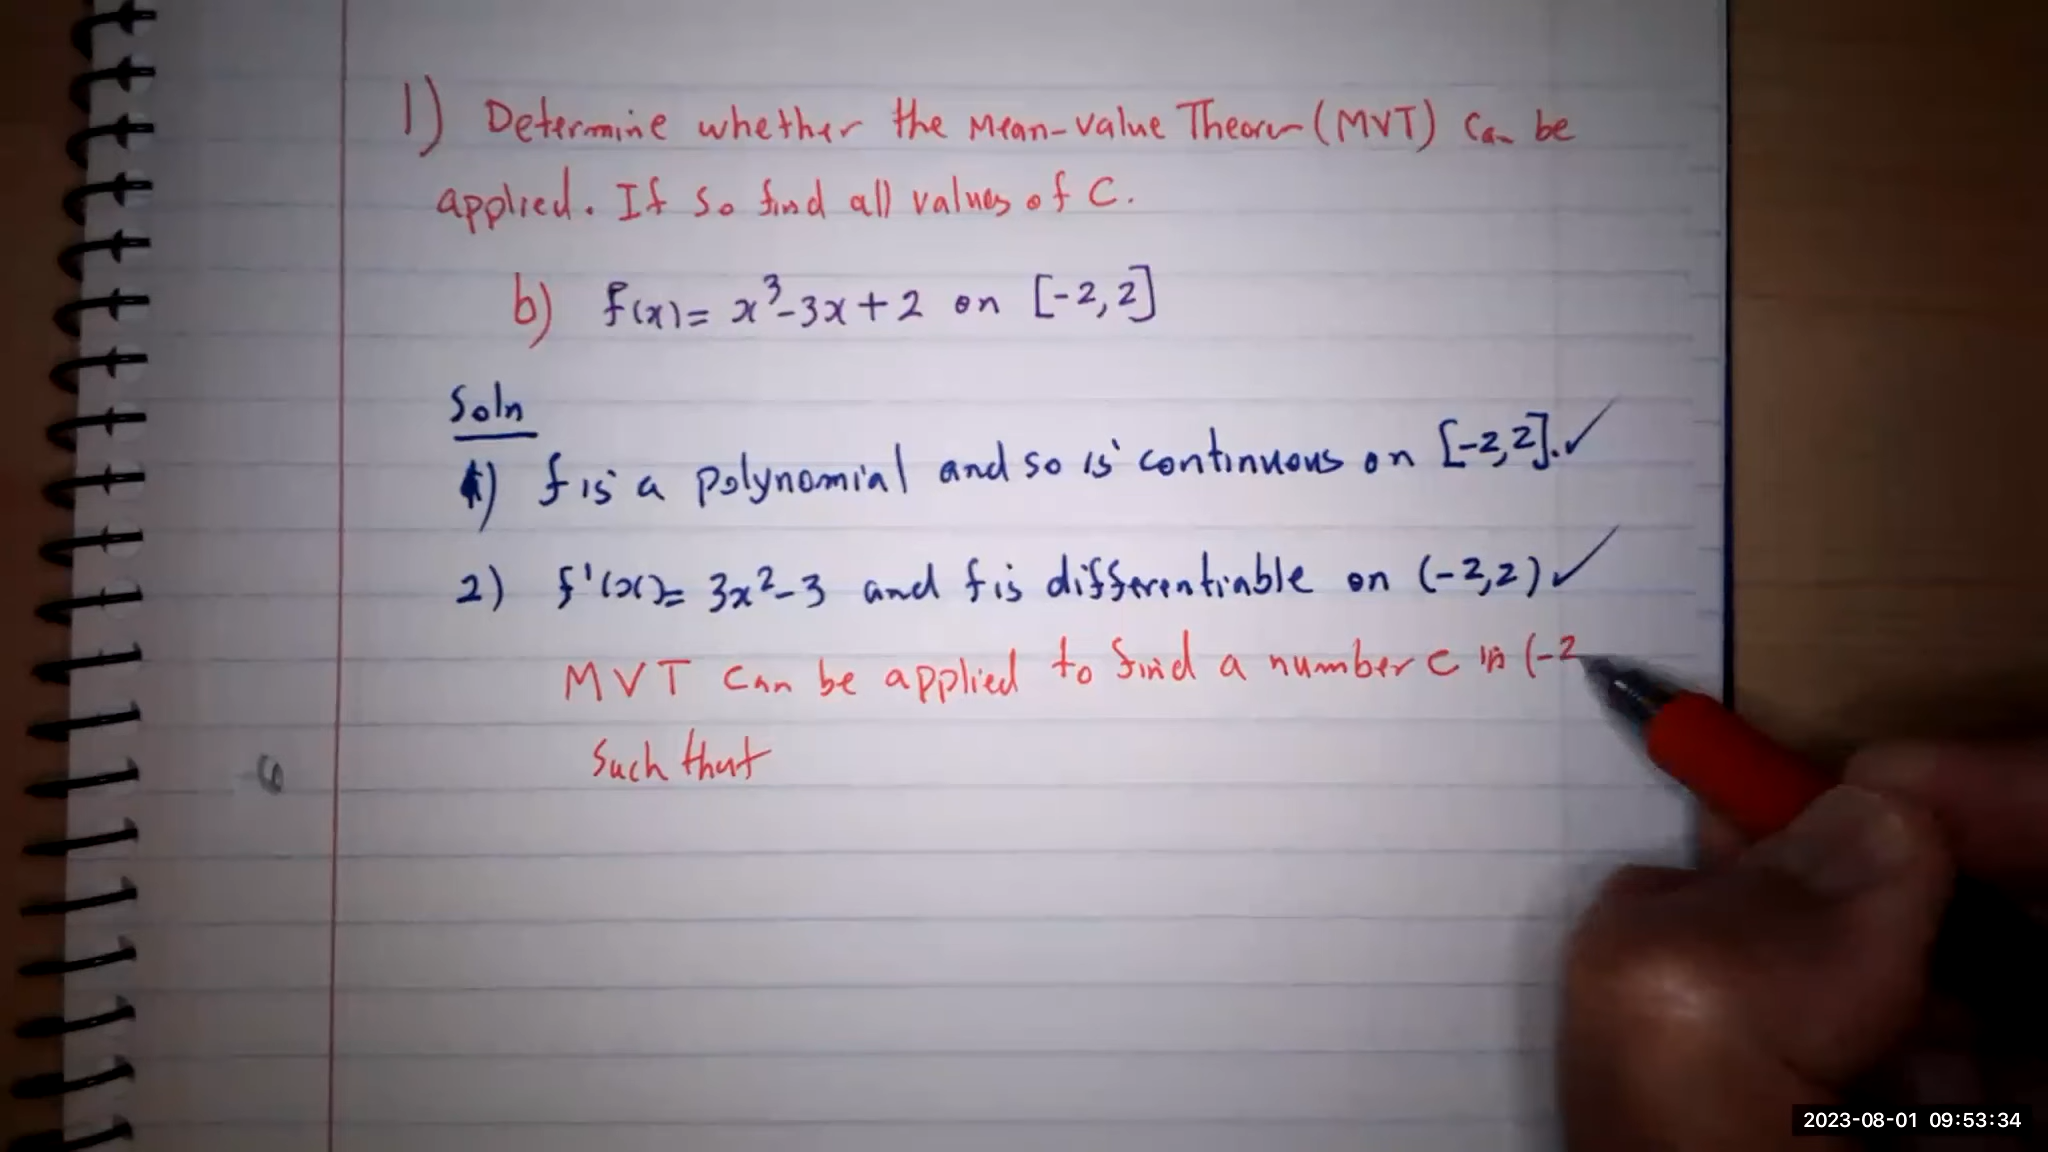 1) Determine whether the Mean-value Theorem (MVT) can be
applied. If so find all values of C.
b) f(x) = x³-3x+2 on [-2,2]
Soln
1) f is a polynomial and so is continuous on [-2,2]. ✓
2) f'(x)= 3x²-3 and f is differentiable on (-2,2) ✓
MVT can be applied to find a number c in (-2
such that
2023-08-01 09:53:34